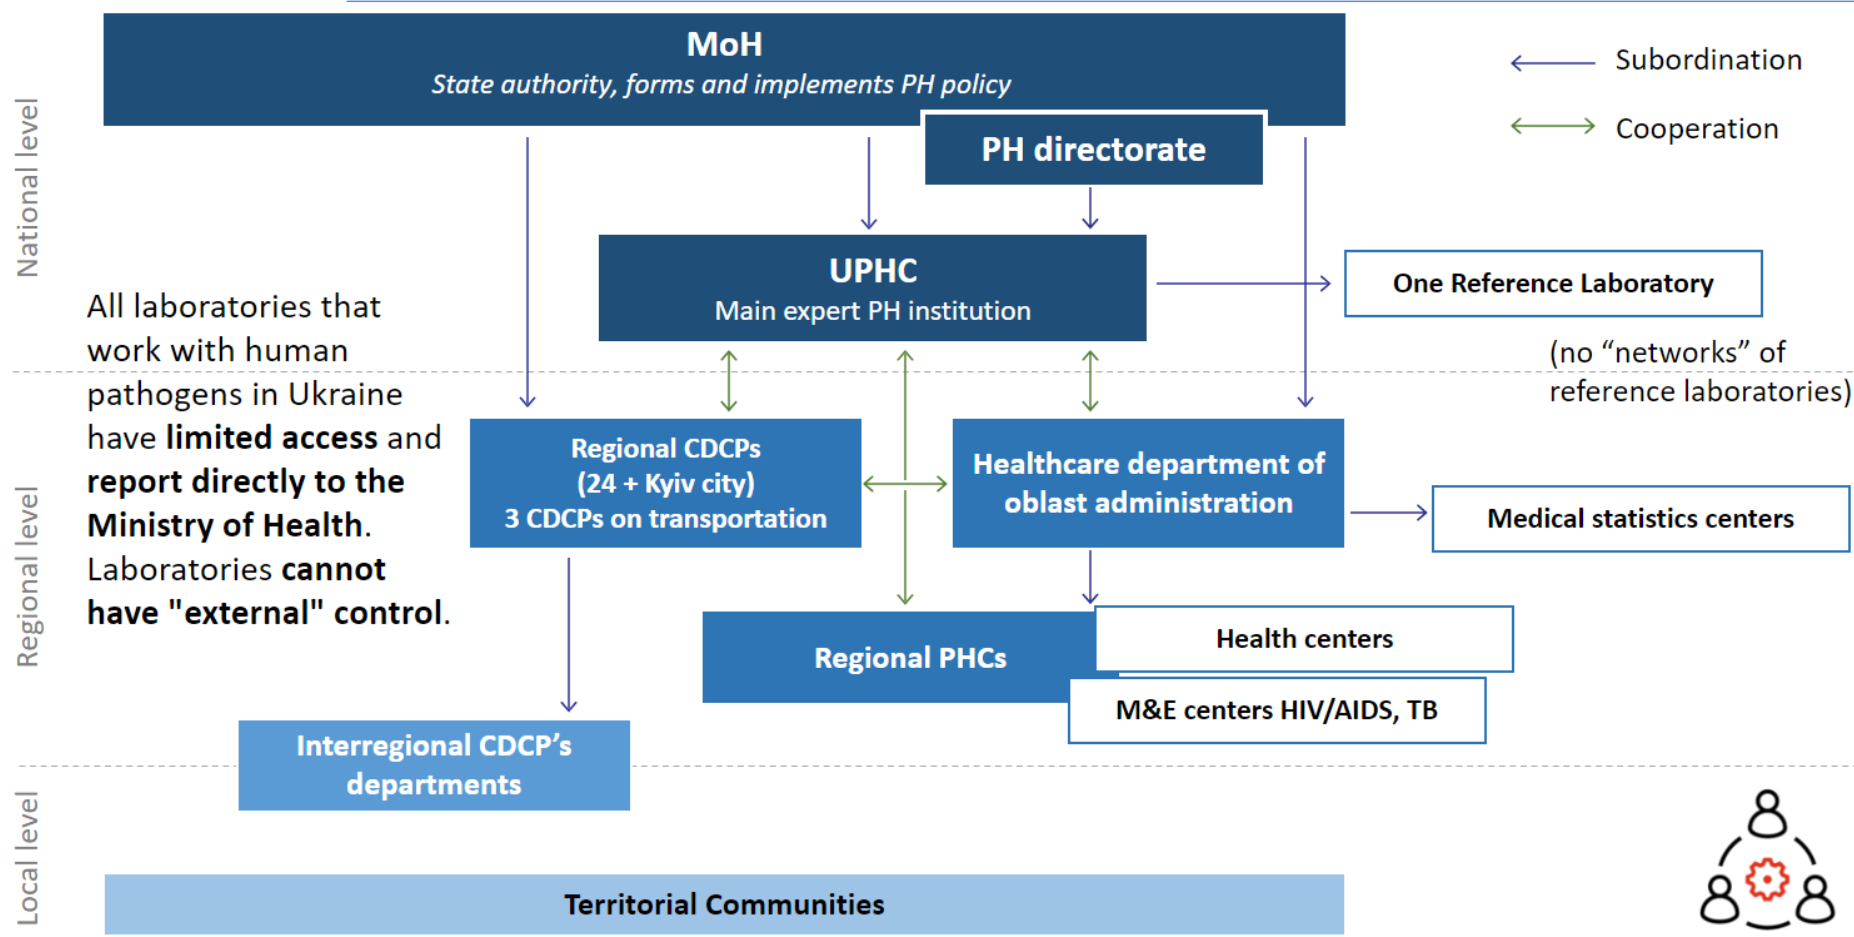 MoH
State authority, forms and implements PH policy
Subordination
Cooperation
PH directorate
National level
UPHC
Main expert PH institution
One Reference Laboratory
(no “networks” of
reference laboratories)
All laboratories that
work with human
pathogens in Ukraine
have limited access and
report directly to the
Ministry of Health.
Laboratories cannot
have "external" control.
Regional level
Regional CDCPs
(24 + Kyiv city)
3 CDCPs on transportation
Healthcare department of
oblast administration
Medical statistics centers
Regional PHCs
Health centers
M&E centers HIV/AIDS, TB
Interregional CDCP’s
departments
Local level
Territorial Communities